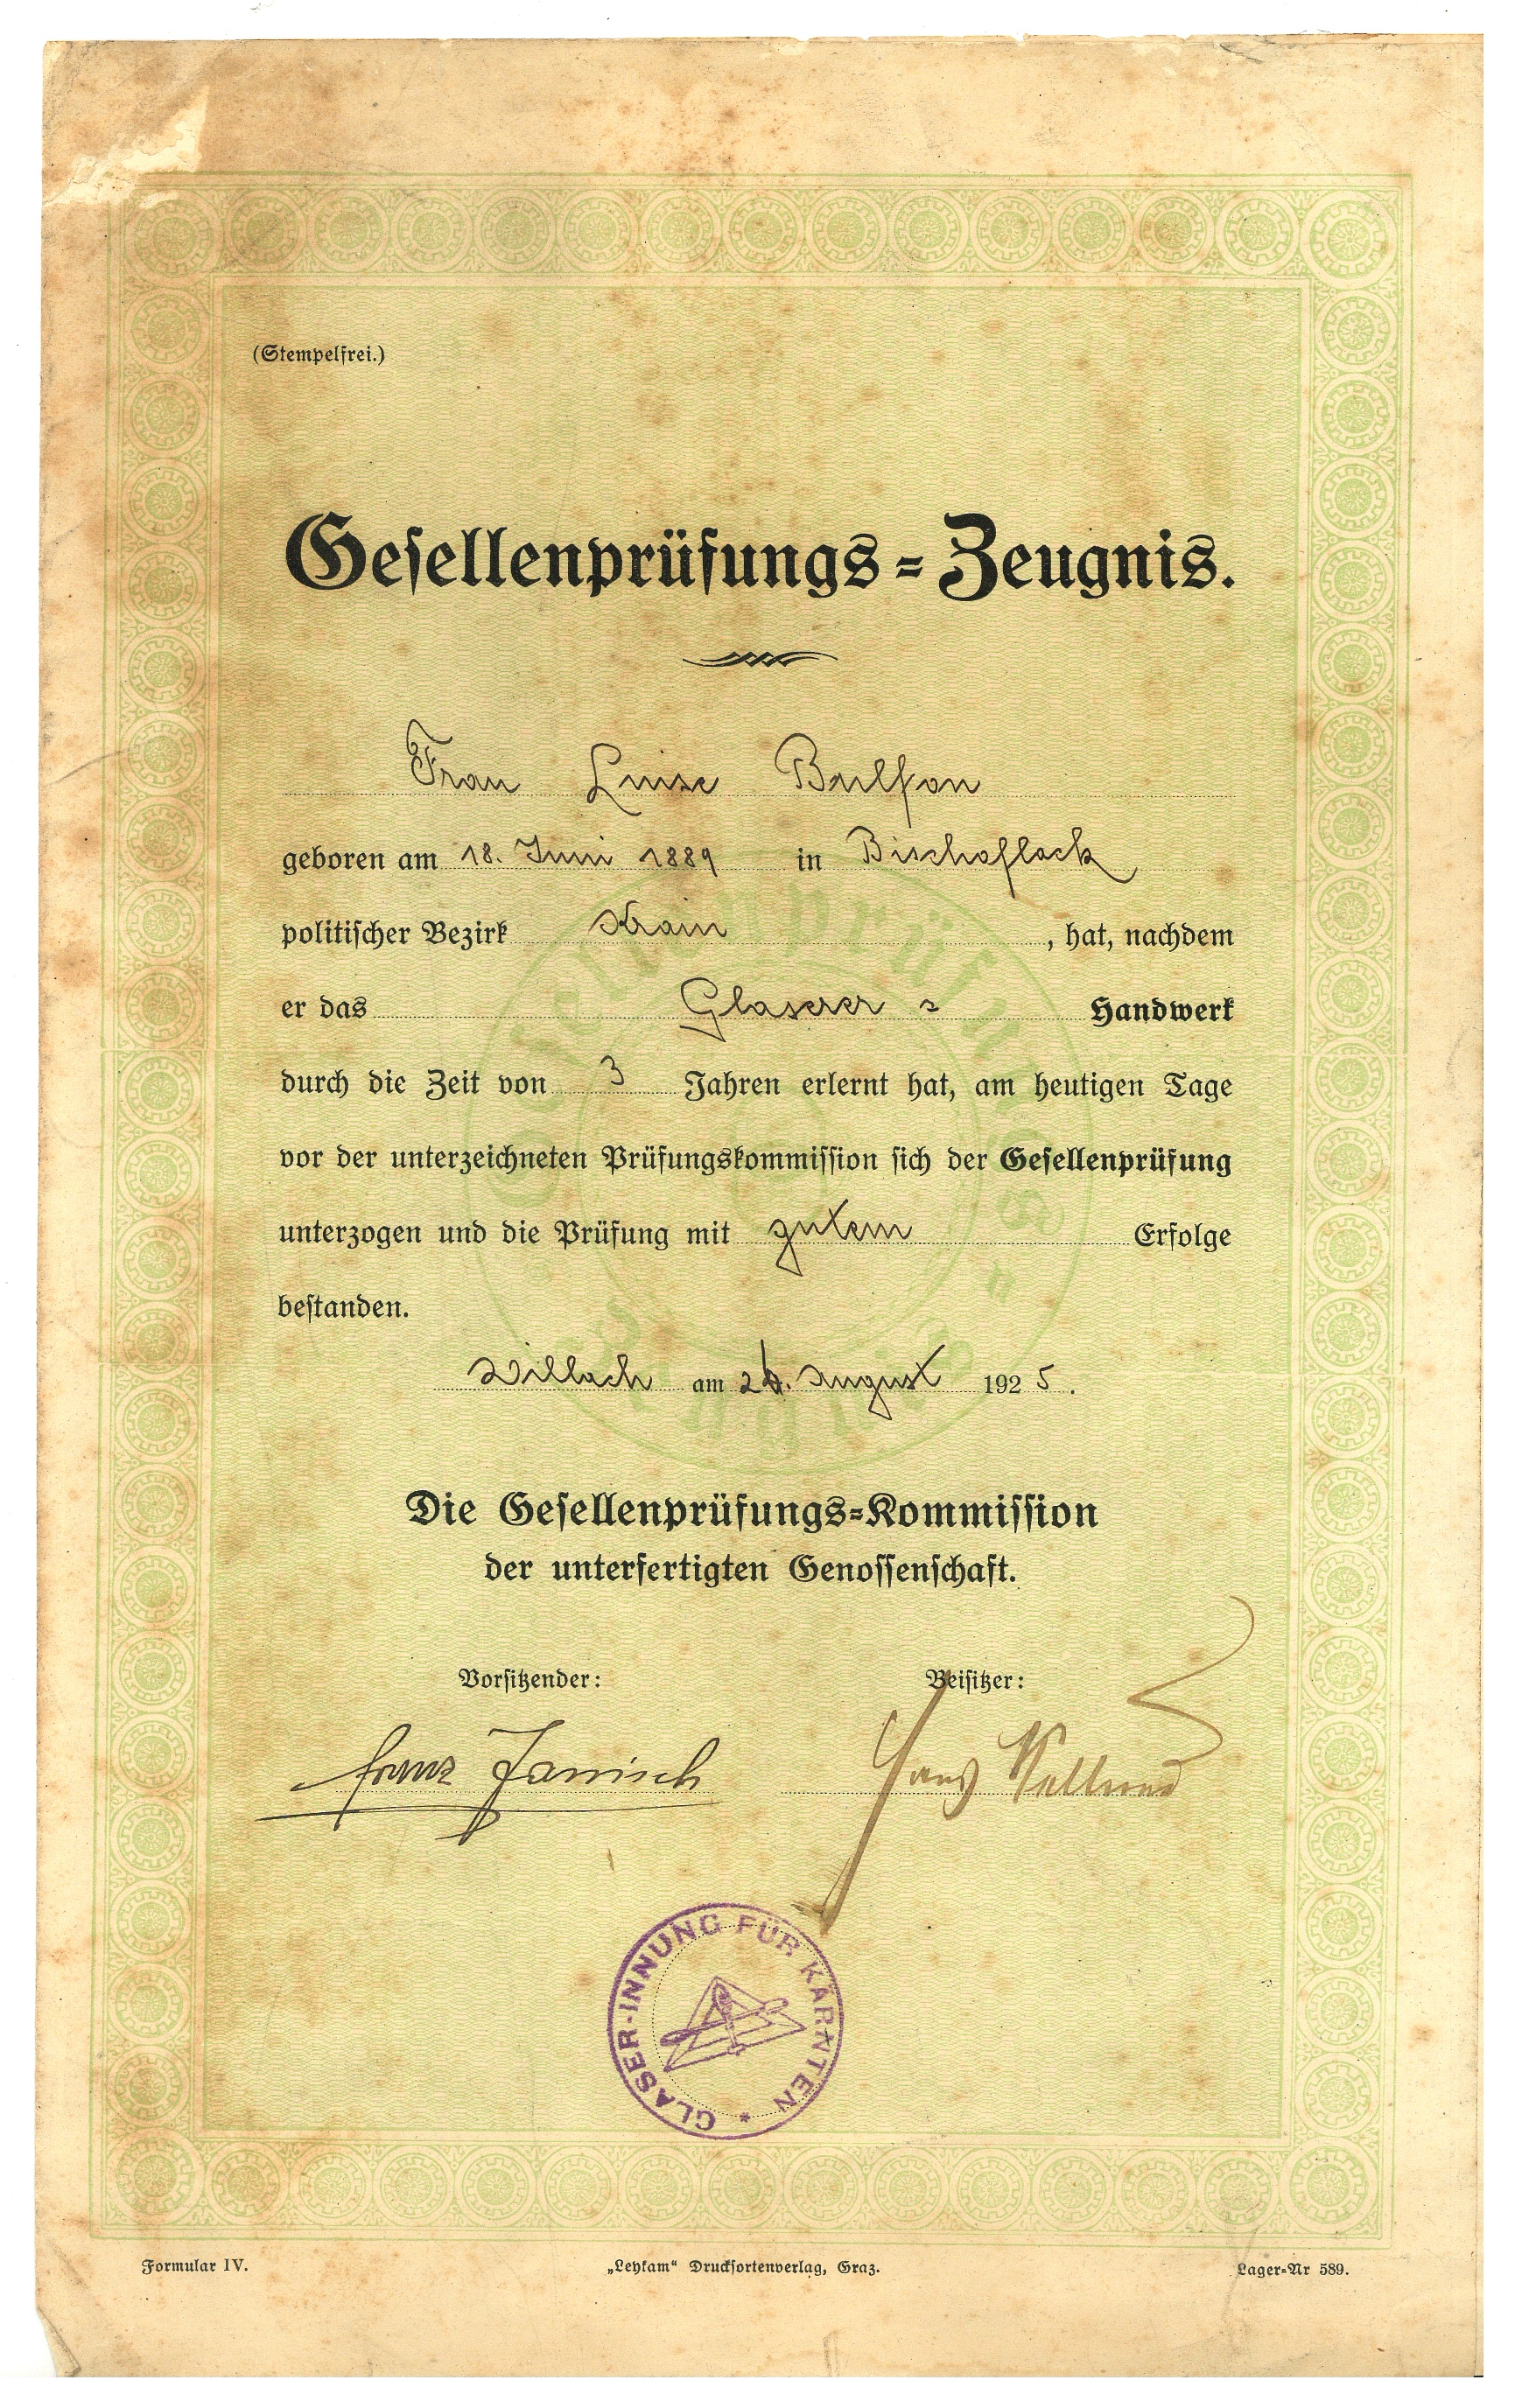 (Stempelfrei.)
Gesellenprüfungs=Zeugnis.
Frau Luise
geboren am 18. Juni 1889 in Bischoflack
politischer Bezirk Krain, hat, nachdem
er das Glaserer = Handwerk
durch die Zeit von 3 Jahren erlernt hat, am heutigen Tage
vor der unterzeichneten Prüfungskommission sich der Gesellenprüfung
unterzogen und die Prüfung mit gutem Erfolge
bestanden.
Villach am August 1925.
Die Gesellenprüfungs=Kommission
der unterfertigten Genossenschaft.
Vorsitzender: Beisitzer:
Franz Janisch Hans
GLASER-INNUNG FÜR KÄRNTEN *
Formular IV. „Leykam“ Drucksortenverlag, Graz. Lager=Nr 589.